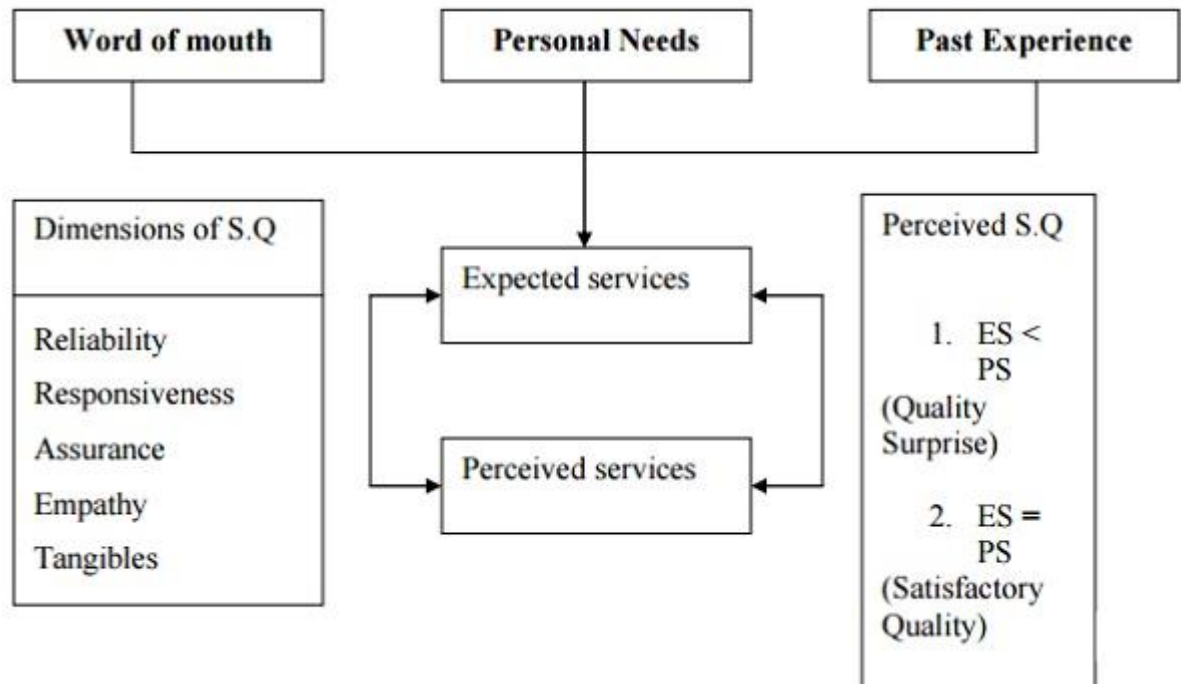 Word of mouth
Personal Needs
Past Experience
Dimensions of S.Q
Reliability
Responsiveness
Assurance
Empathy
Tangibles
Expected services
Perceived services
Perceived S.Q
1. ES <
PS
(Quality
Surprise)
2. ES =
PS
(Satisfactory
Quality)